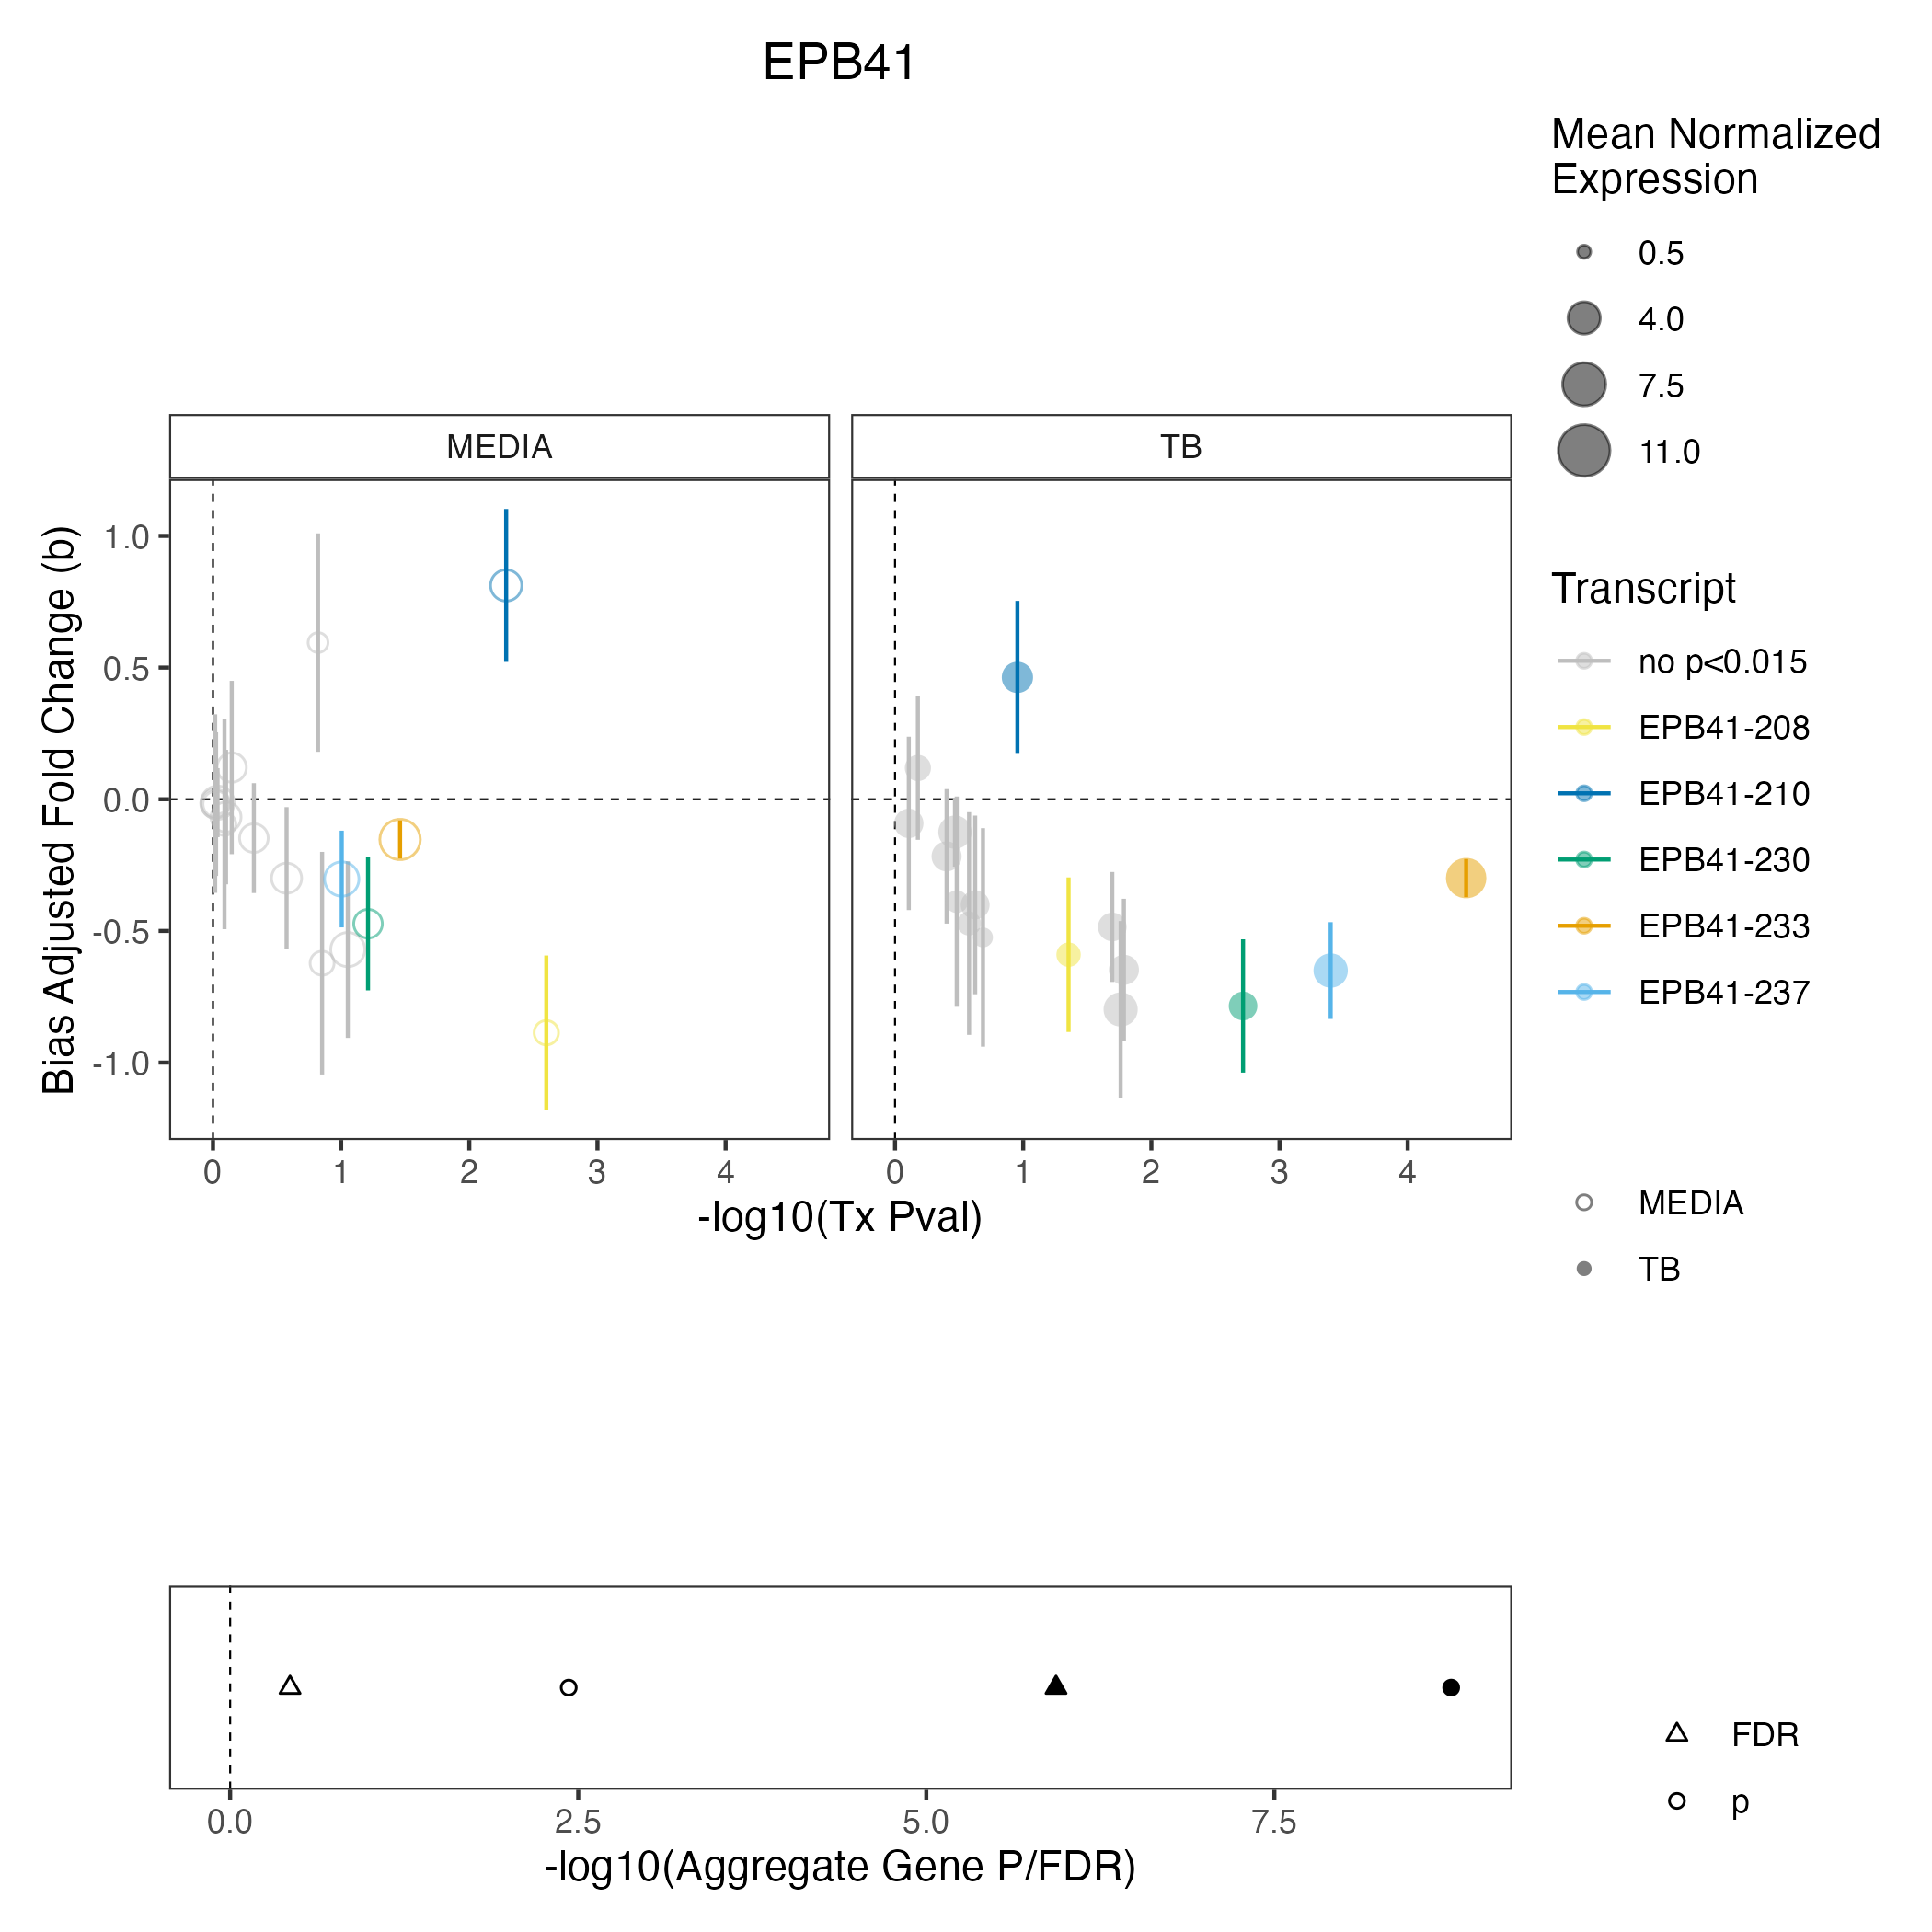 EPB41
Mean Normalized
Expression
0.5
4.0
7.5
11.0
MEDIA
TB
Bias Adjusted Fold Change (b)
1.0
0.5
0.0
-0.5
-1.0
0
1
2
3
4
0
1
2
3
4
-log10(Tx Pval)
Transcript
no p<0.015
EPB41-208
EPB41-210
EPB41-230
EPB41-233
EPB41-237
MEDIA
TB
0.0
2.5
5.0
7.5
-log10(Aggregate Gene P/FDR)
FDR
p